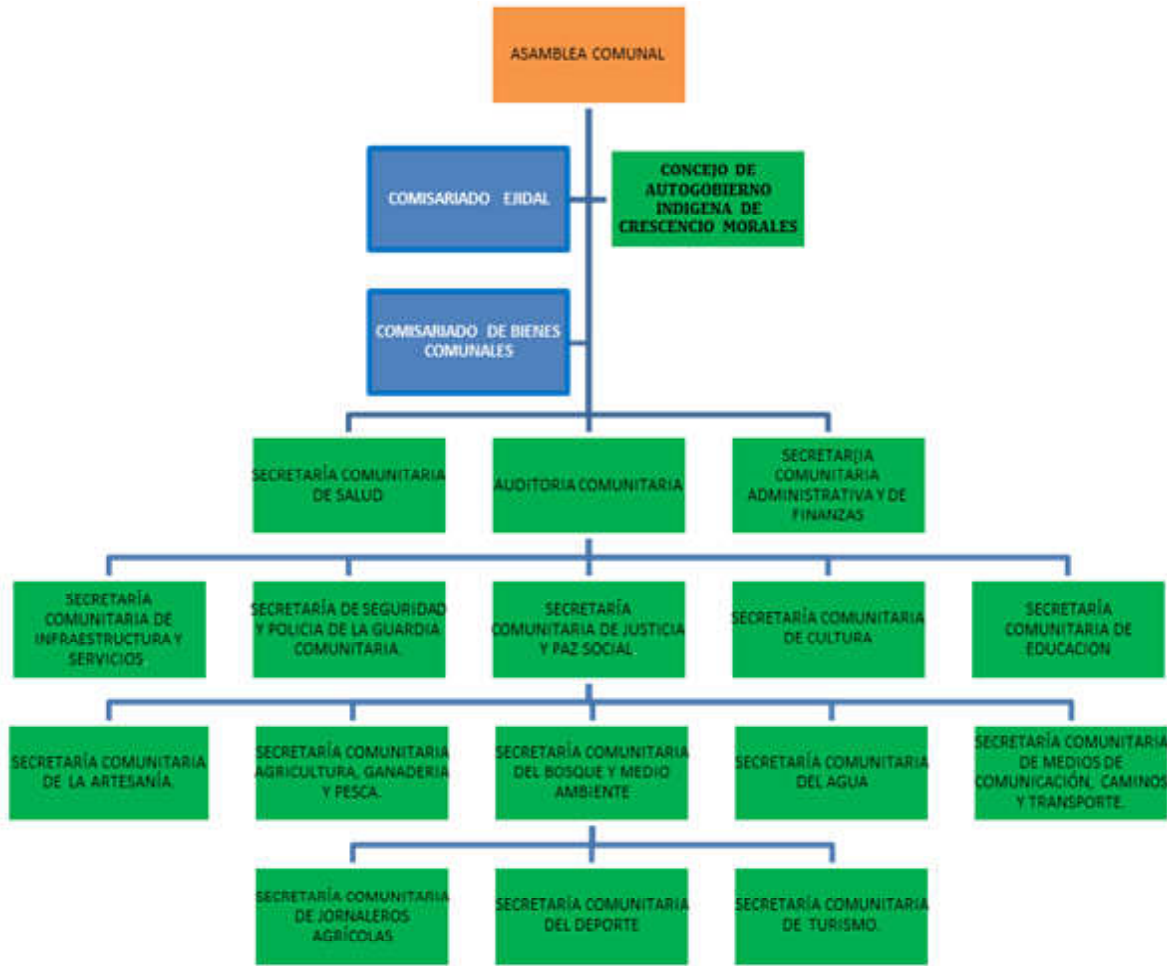 ASAMBLEA COMUNAL
COMISARIADO EJIDAL
CONCEJO DE
AUTOGOBIERNO
INDIGENA DE
CRESCENCIO MORALES
COMISARIADO DE BIENES
COMUNALES
SECRETARÍA COMUNITARIA
DE SALUD
AUDITORIA COMUNITARIA
SECRETAR[IA
COMUNITARIA
ADMINISTRATIVA Y DE
FINANZAS
SECRETARÍA
COMUNITARIA DE
INFRAESTRUCTURA Y
SERVICIOS
SECRETARÍA DE SEGURIDAD
Y POLICIA DE LA GUARDIA
COMUNITARIA.
SECRETARÍA
COMUNITARIA DE JUSTICIA
Y PAZ SOCIAL
SECRETARÍA COMUNITARIA
DE CULTURA
SECRETARÍA
COMUNITARIA DE
EDUCACION
SECRETARÍA COMUNITARIA
DE LA ARTESANÍA.
SECRETARÍA COMUNITARIA
AGRICULTURA, GANADERIA
Y PESCA.
SECRETARÍA COMUNITARIA
DEL BOSQUE Y MEDIO
AMBIENTE
SECRETARÍA COMUNITARIA
DEL AGUA
SECRETARÍA COMUNITARIA
DE MEDIOS DE
COMUNICACIÓN, CAMINOS
Y TRANSPORTE.
SECRETARÍA COMUNITARIA
DE JORNALEROS
AGRÍCOLAS
SECRETARÍA COMUNITARIA
DEL DEPORTE
SECRETARÍA COMUNITARIA
DE TURISMO.